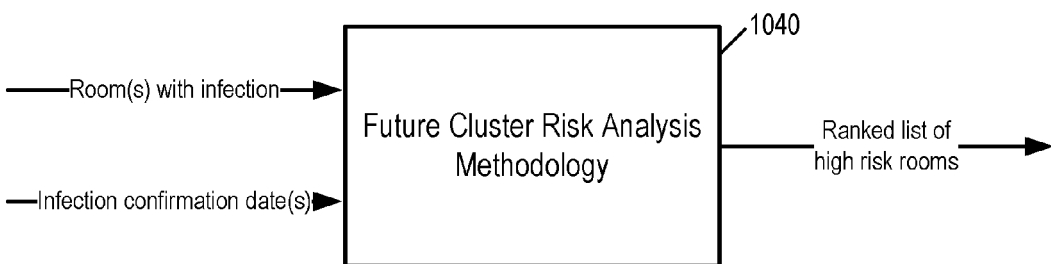 1040
Room(s) with infection
Future Cluster Risk Analysis
Methodology
Ranked list of
high risk rooms
Infection confirmation date(s)